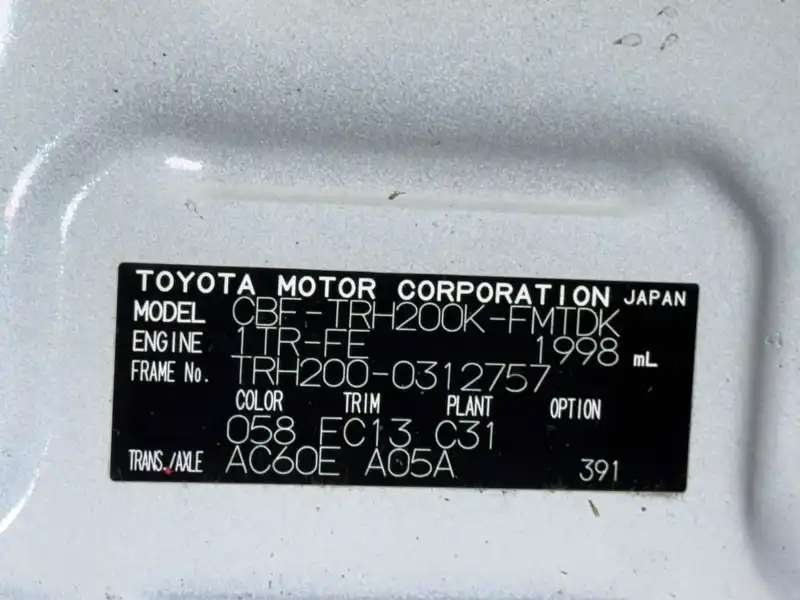 TOYOTA MOTOR CORPORATION JAPAN
MODEL CBF-TRH200K-FMTDK
ENGINE 1TR-FE 1998 mL
FRAME No. TRH200-0312757
COLOR TRIM PLANT OPTION
058 FC13 C31
TRANS./AXLE AC60E A05A 391